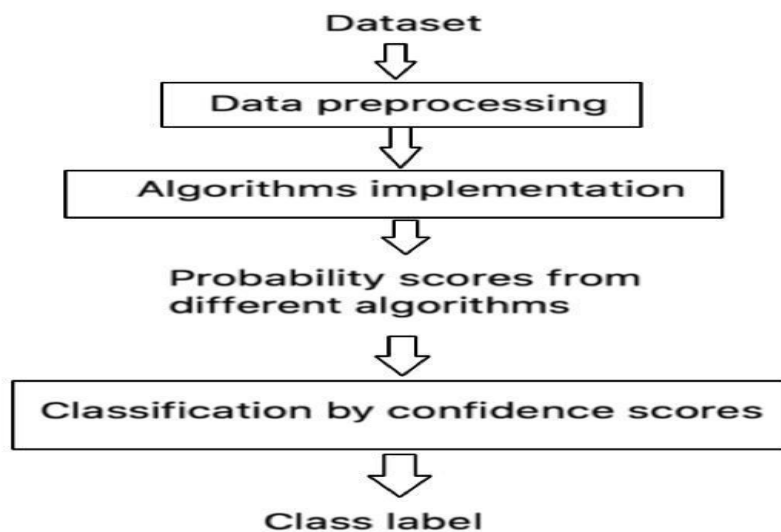 Dataset
Data preprocessing
Algorithms implementation
Probability scores from
different algorithms
Classification by confidence scores
Class label